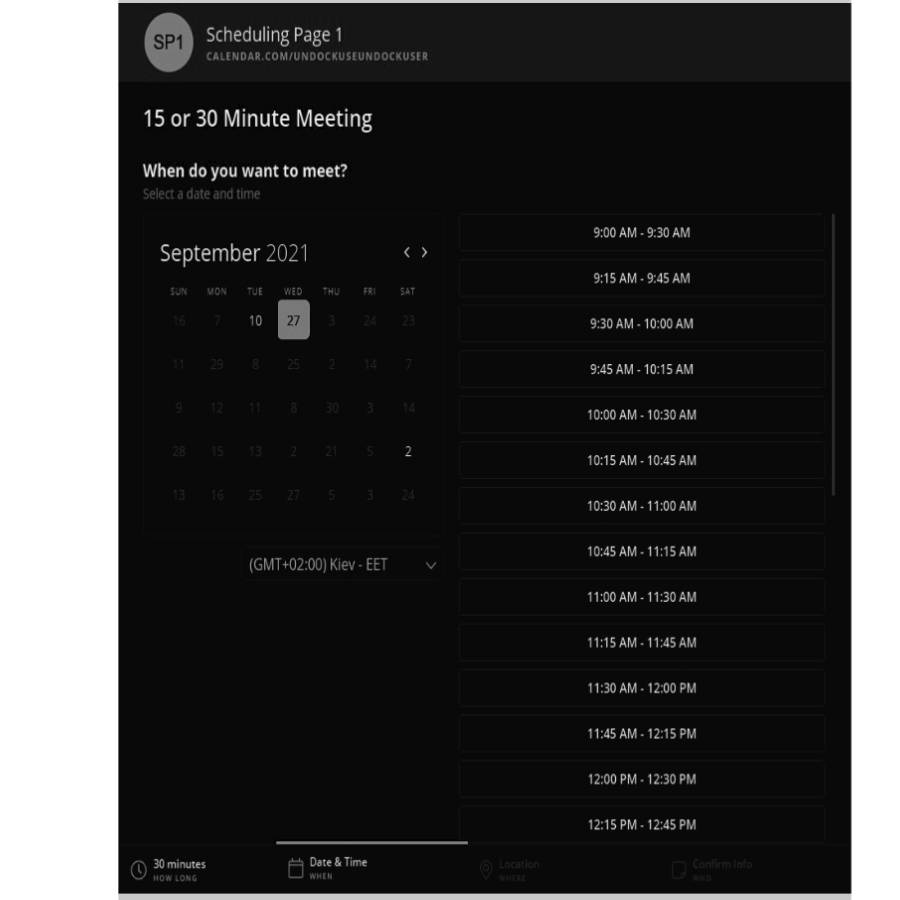 SP1
Scheduling Page 1
CALENDAR.COM/UNDOCKUSEUNDOCKUSER
15 or 30 Minute Meeting
When do you want to meet?
Select a date and time
September 2021
SUN MON TUE WED THU FRI SAT
16 7 10 27 3 24 23
11 29 8 25 2 14 7
9 12 11 8 30 3 14
28 15 13 2 21 5 2
13 16 25 27 5 3 24
(GMT+02:00) Kiev - EET
9:00 AM - 9:30 AM
9:15 AM - 9:45 AM
9:30 AM - 10:00 AM
9:45 AM - 10:15 AM
10:00 AM - 10:30 AM
10:15 AM - 10:45 AM
10:30 AM - 11:00 AM
10:45 AM - 11:15 AM
11:00 AM - 11:30 AM
11:15 AM - 11:45 AM
11:30 AM - 12:00 PM
11:45 AM - 12:15 PM
12:00 PM - 12:30 PM
12:15 PM - 12:45 PM
30 minutes
HOW LONG
Date & Time
WHEN
Location
WHERE
Confirm Info
WHO